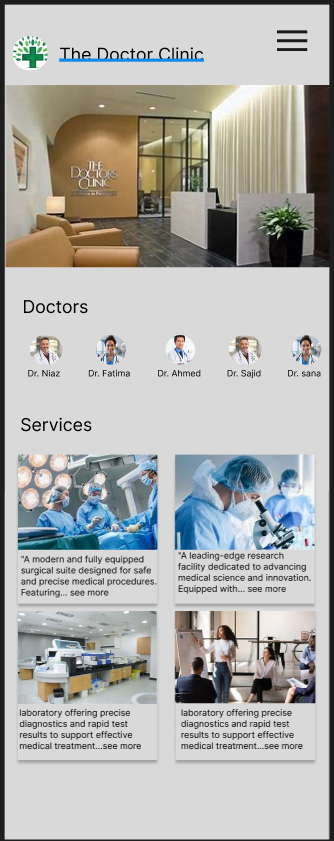 The Doctor Clinic
THE
DOCTORS
CLINIC
Doctors
Dr. Niaz
Dr. Fatima
Dr. Ahmed
Dr. Sajid
Dr. sana
Services
"A modern and fully equipped
surgical suite designed for safe
and precise medical procedures.
Featuring... see more
"A leading-edge research
facility dedicated to advancing
medical science and innovation.
Equipped with... see more
laboratory offering precise
diagnostics and rapid test
results to support effective
medical treatment...see more
laboratory offering precise
diagnostics and rapid test
results to support effective
medical treatment...see more